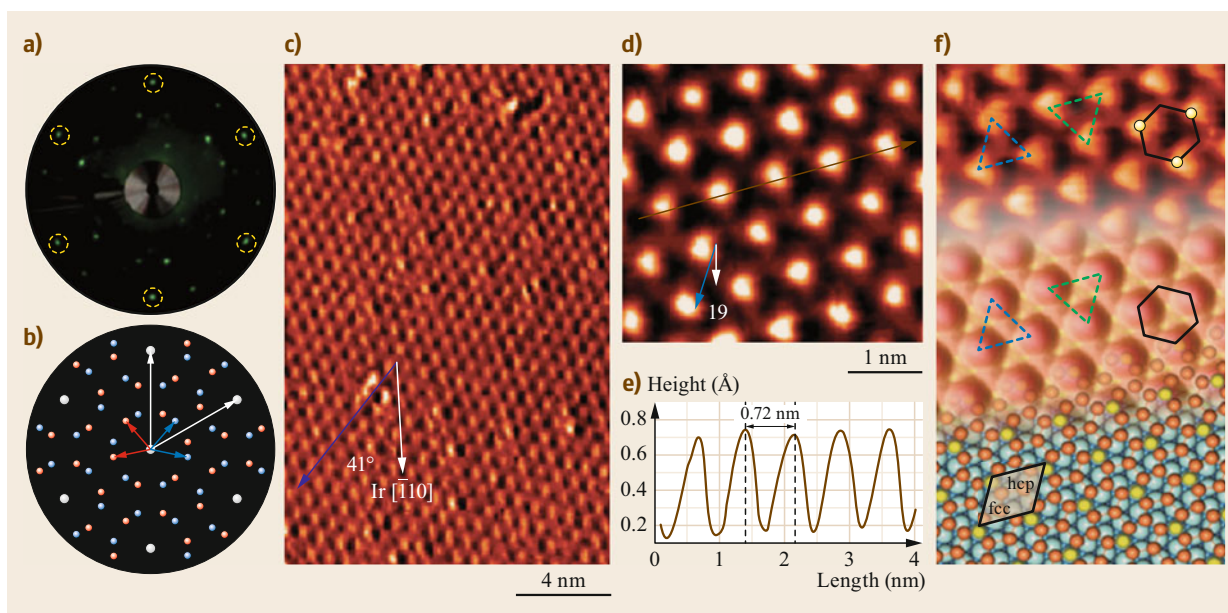 a)
b)
c)
41°
Ir [1̄10]
4 nm
d)
19
1 nm
e)
Height (Å)
0.8
0.6
0.4
0.2
0.72 nm
0
1
2
3
4
Length (nm)
f)
hcp
fcc